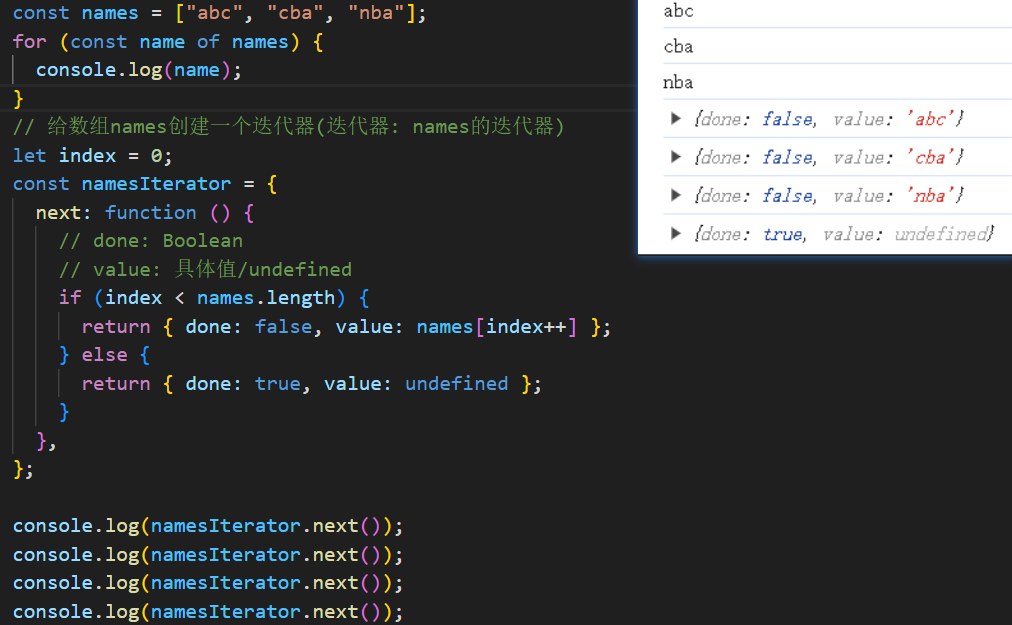 const names = ["abc", "cba", "nba"];
for (const name of names) {
console.log(name);
}
// 给数组names创建一个迭代器(迭代器: names的迭代器)
let index = 0;
const namesIterator = {
next: function () {
// done: Boolean
// value: 具体值/undefined
if (index < names.length) {
return { done: false, value: names[index++] };
} else {
return { done: true, value: undefined };
}
},
};
console.log(namesIterator.next());
console.log(namesIterator.next());
console.log(namesIterator.next());
console.log(namesIterator.next());
abc
cba
nba
▶ {done: false, value: 'abc'}
▶ {done: false, value: 'cba'}
▶ {done: false, value: 'nba'}
▶ {done: true, value: undefined}